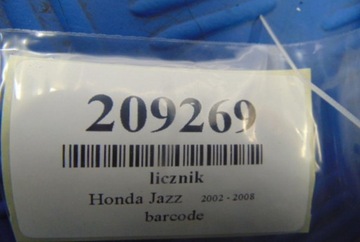 209269
licznik
Honda Jazz 2002 - 2008
barcode